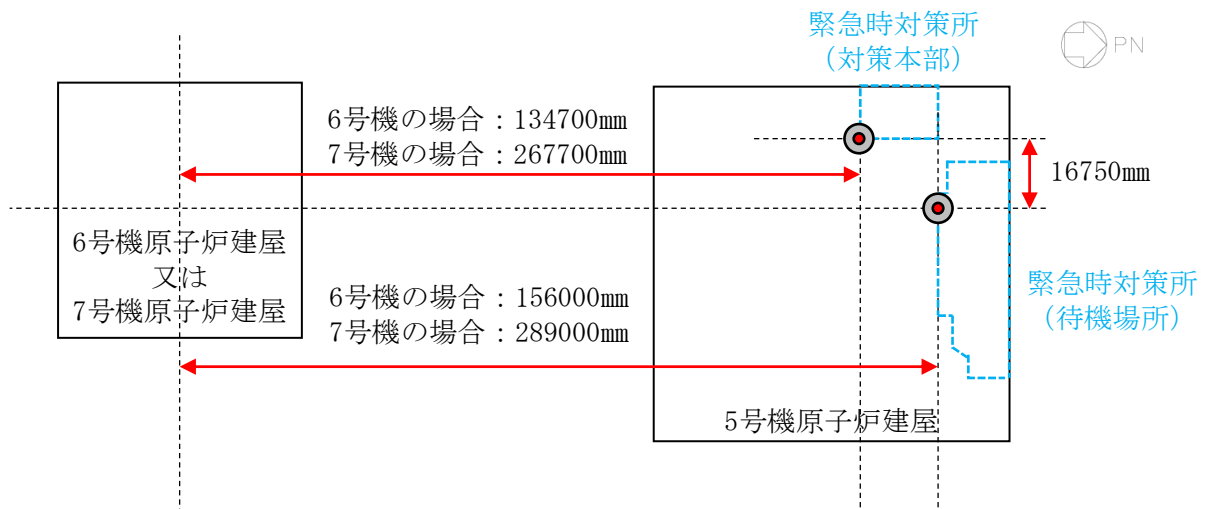 緊急時対策所
（対策本部）
PN
6号機の場合：134700㎜
7号機の場合：267700㎜
16750㎜
6号機原子炉建屋
又は
7号機原子炉建屋
6号機の場合：156000㎜
7号機の場合：289000㎜
緊急時対策所
（待機場所）
5号機原子炉建屋